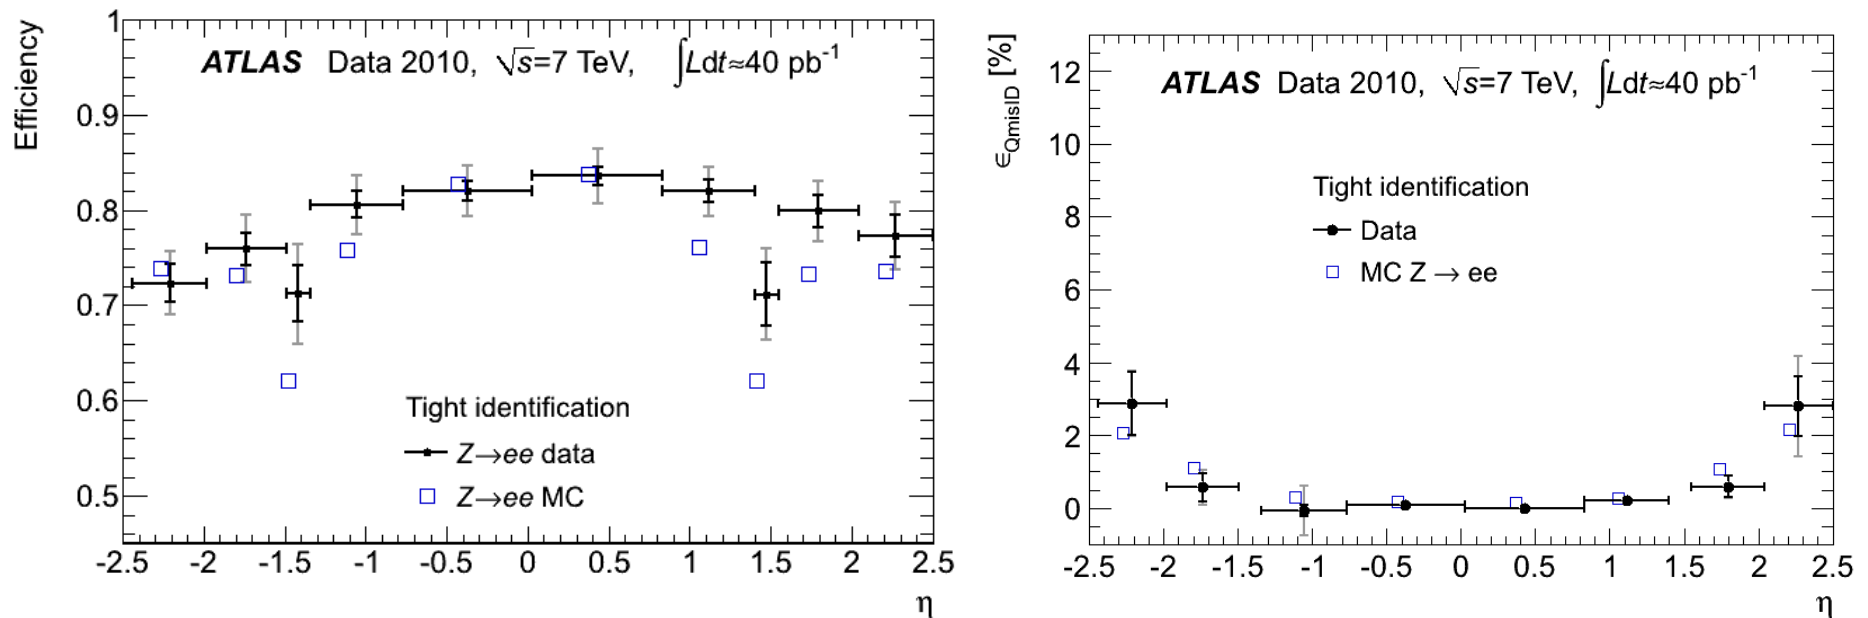 Efficiency
1
0.9
0.8
0.7
0.6
0.5
ATLAS Data 2010, √s=7 TeV, ∫Ldt≈40 pb-1
Tight identification
Z→ee data
Z→ee MC
-2.5 -2 -1.5 -1 -0.5 0 0.5 1 1.5 2 2.5
η
ϵQmisID [%]
12
10
8
6
4
2
0
ATLAS Data 2010, √s=7 TeV, ∫Ldt≈40 pb-1
Tight identification
Data
MC Z → ee
-2.5 -2 -1.5 -1 -0.5 0 0.5 1 1.5 2 2.5
η